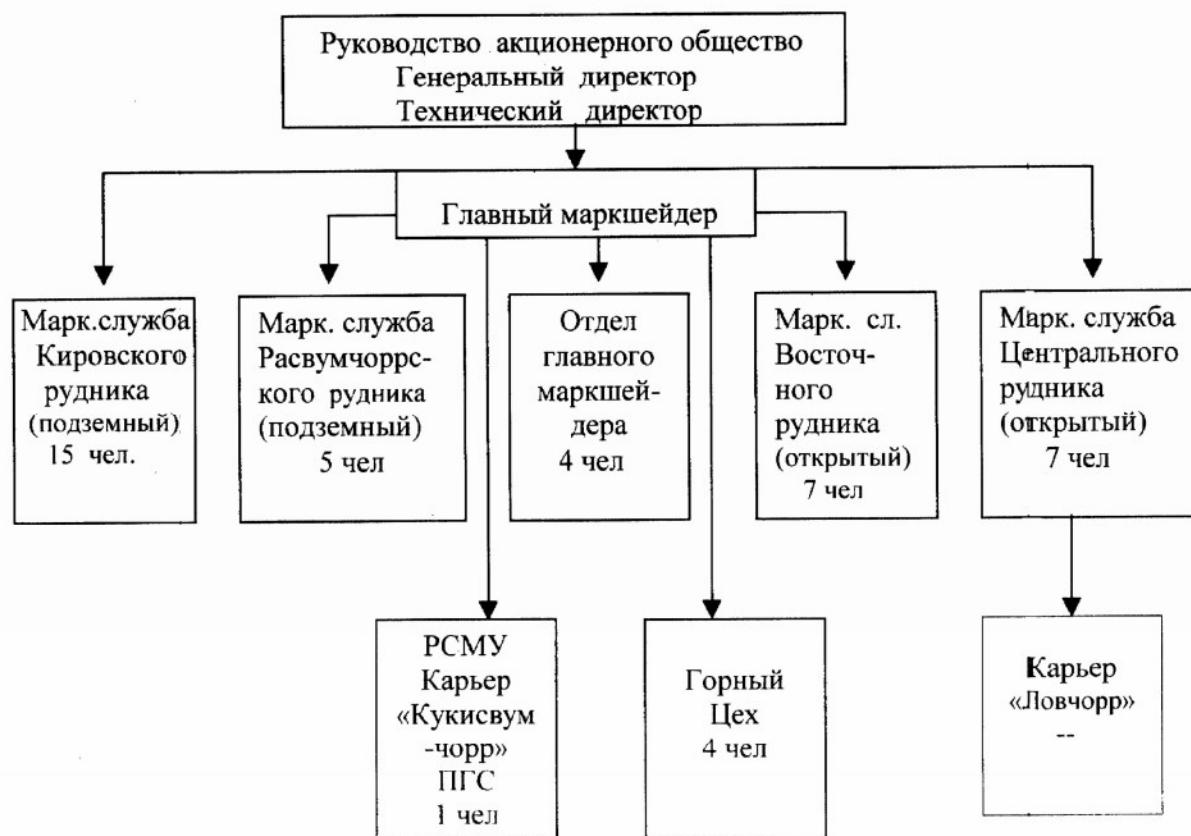 Руководство акционерного общество
Генеральный директор
Технический директор
Главный маркшейдер
Марк.служба
Кировского
рудника
(подземный)
15 чел.
Марк. служба
Расвумчоррс-
кого рудника
(подземный)
5 чел
Отдел
главного
маркшей-
дера
4 чел
Марк. сл.
Восточ-
ного
рудника
(открытый)
7 чел
Марк. служба
Центрального
рудника
(открытый)
7 чел
РСМУ
Карьер
«Кукисвум
-чорр»
ПГС
1 чел
Горный
Цех
4 чел
Карьер
«Ловчорр»
--